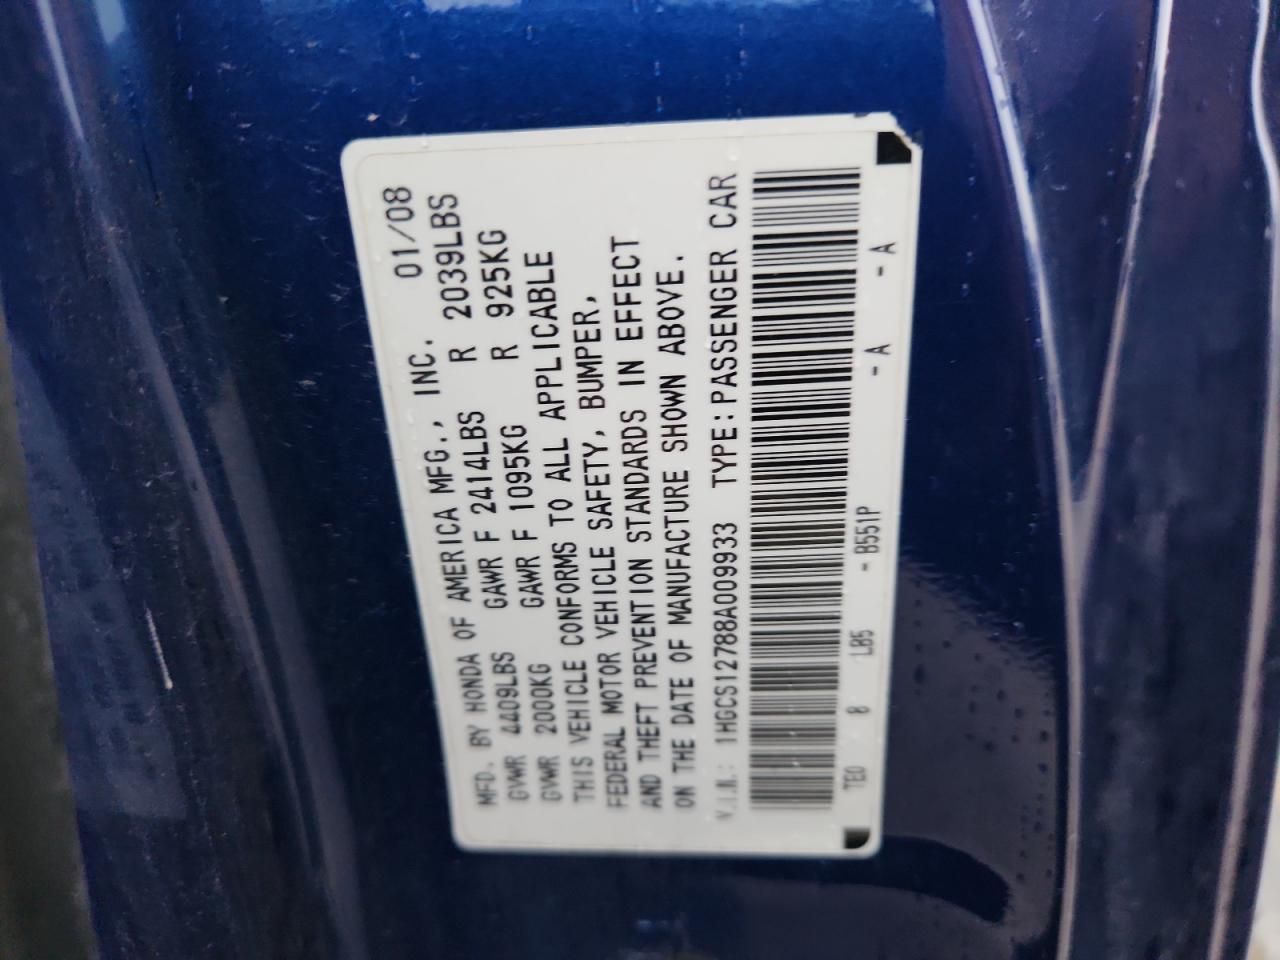 MFD. BY HONDA OF AMERICA MFG., INC. 01/08
GVWR 4409LBS GAWR F 2414LBS R 2039LBS
GVWR 2000KG GAWR F 1095KG R 925KG
THIS VEHICLE CONFORMS TO ALL APPLICABLE
FEDERAL MOTOR VEHICLE SAFETY, BUMPER,
AND THEFT PREVENTION STANDARDS IN EFFECT
ON THE DATE OF MANUFACTURE SHOWN ABOVE.
V.I.N.: 1HGCS12788A009933 TYPE:PASSENGER CAR
TE0 8 LB5 - B551P - A - A